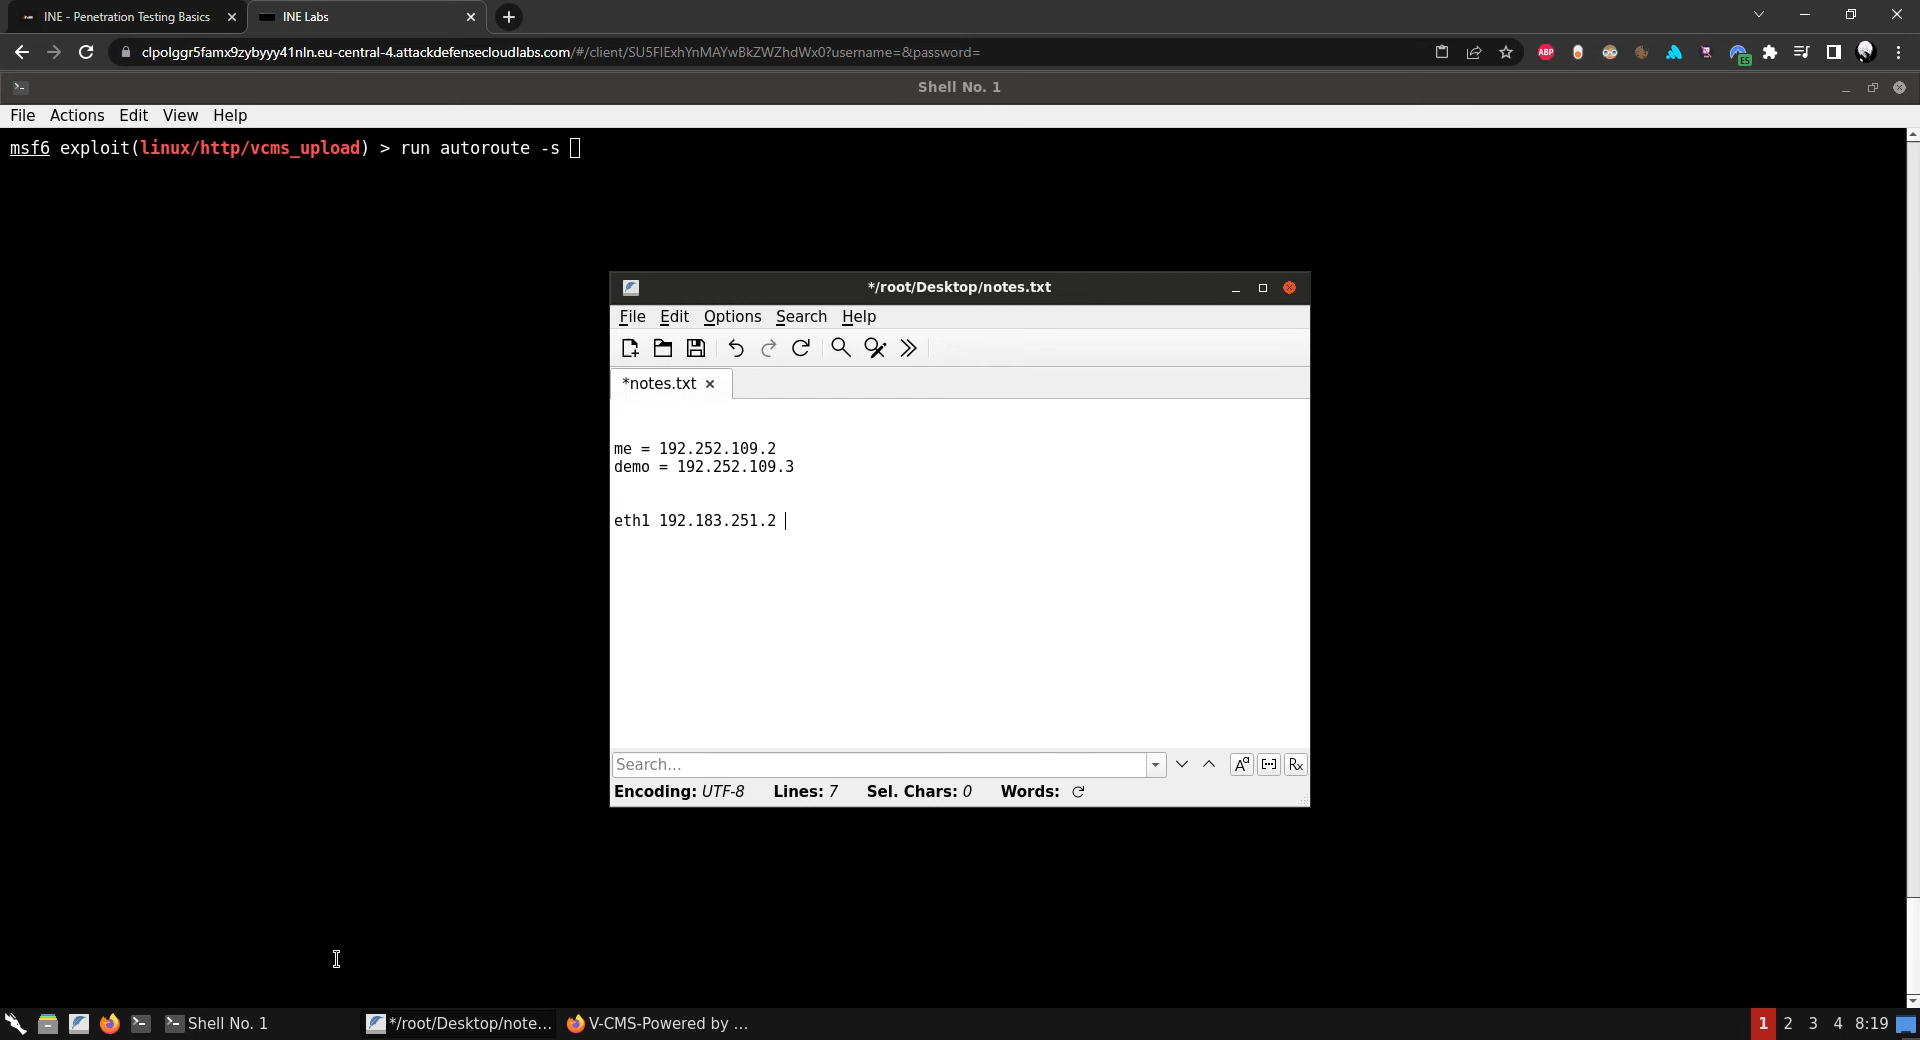 INE - Penetration Testing Basics
INE Labs
clpolggr5famx9zybyyy41nln.eu-central-4.attackdefensecloudlabs.com/#/client/SU5FIExhYnMAYwBkZWZhdWx0?username=&password=
ABP
ES
Shell No. 1
File Actions Edit View Help
msf6 exploit(linux/http/vcms_upload) > run autoroute -s
*/root/Desktop/notes.txt
File Edit Options Search Help
*notes.txt
me = 192.252.109.2
demo = 192.252.109.3
eth1 192.183.251.2
Search...
Encoding: UTF-8 Lines: 7 Sel. Chars: 0 Words:
Shell No. 1
*/root/Desktop/note...
V-CMS-Powered by ...
1 2 3 4 8:19